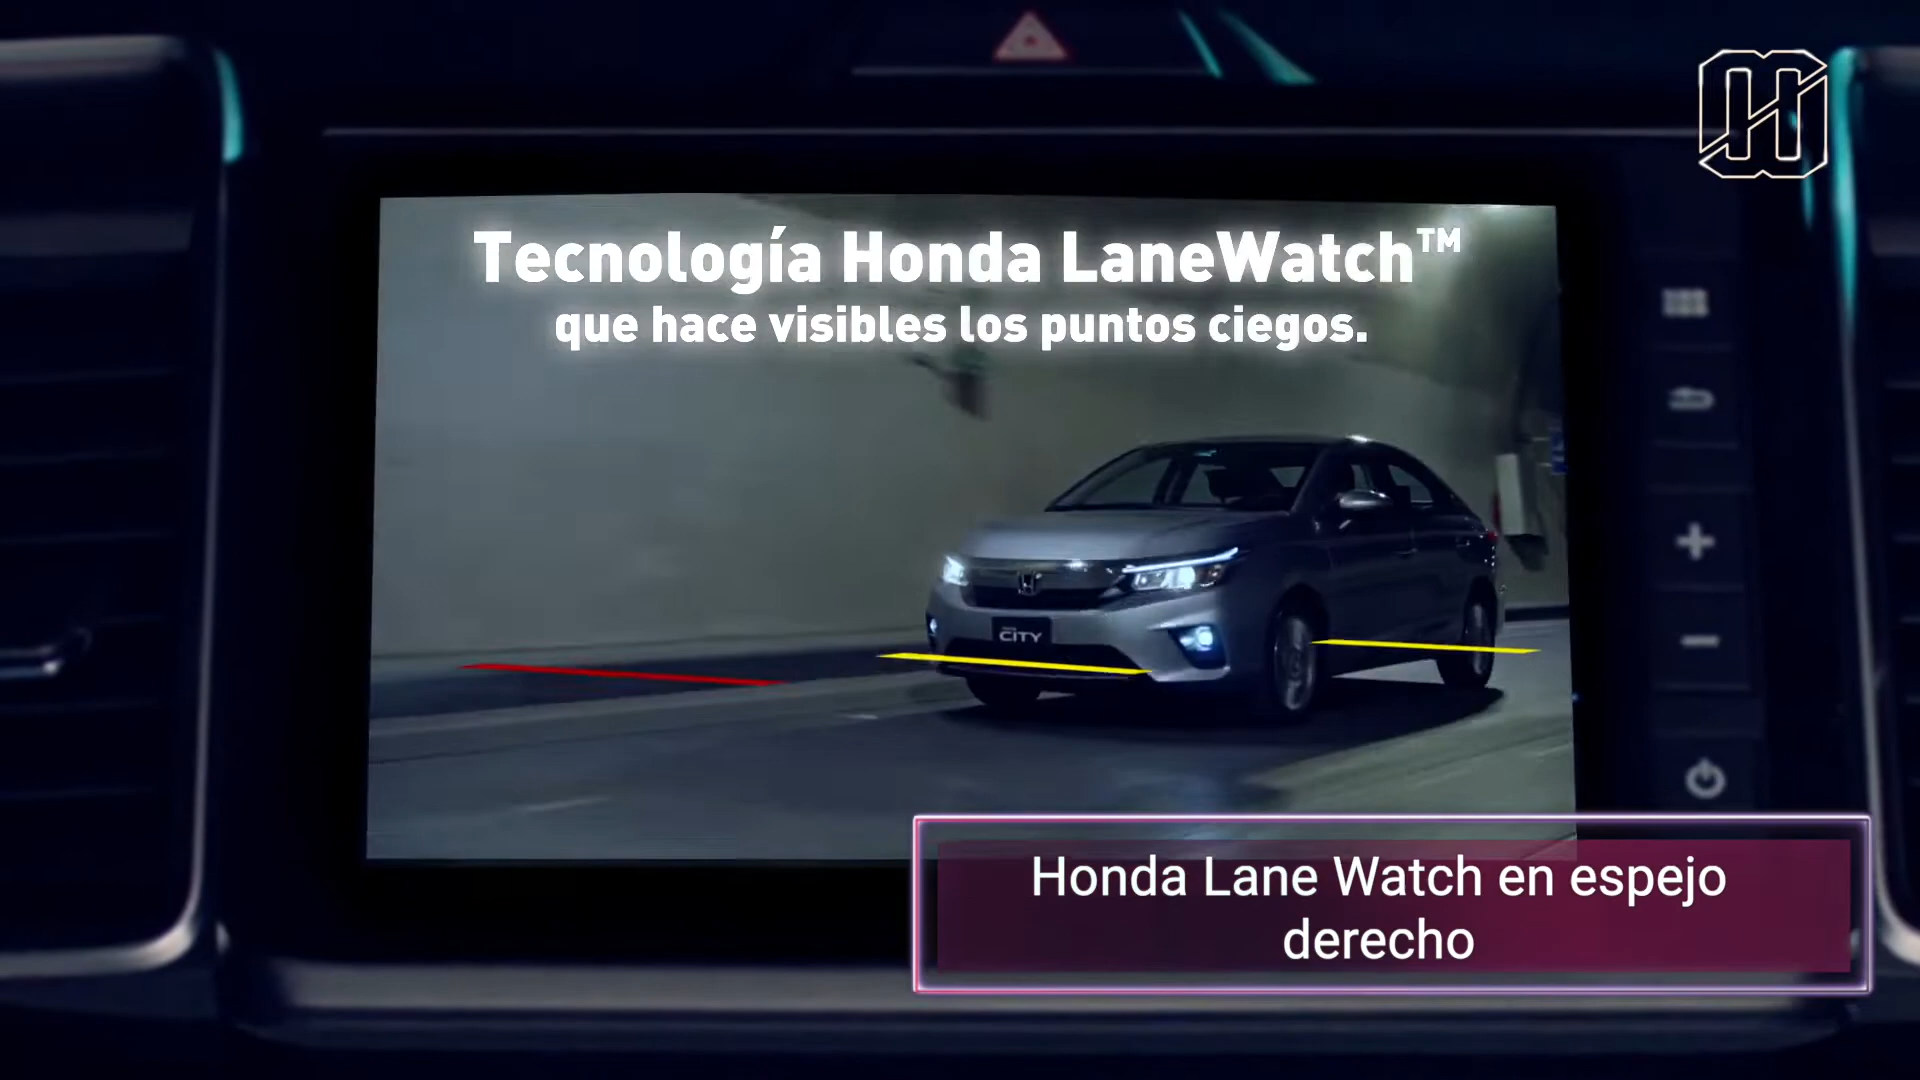 Tecnología Honda LaneWatch™
que hace visibles los puntos ciegos.
CITY
Honda Lane Watch en espejo
derecho